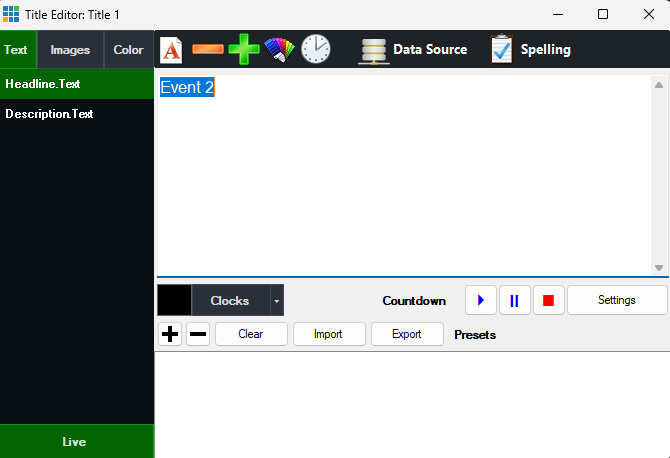 Title Editor: Title 1
Text Images Color
Data Source Spelling
Headline.Text
Description.Text
Event 2
Clocks Countdown Settings
Clear Import Export Presets
Live